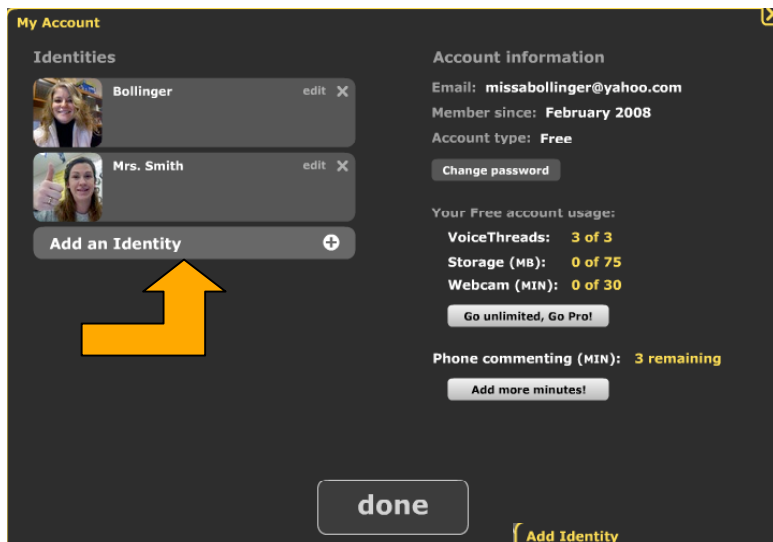 My Account
Identities
Bollinger edit
Mrs. Smith edit
Add an Identity
Account information
Email: missabollinger@yahoo.com
Member since: February 2008
Account type: Free
Change password
Your Free account usage:
VoiceThreads: 3 of 3
Storage (MB): 0 of 75
Webcam (MIN): 0 of 30
Go unlimited, Go Pro!
Phone commenting (MIN): 3 remaining
Add more minutes!
done
Add Identity